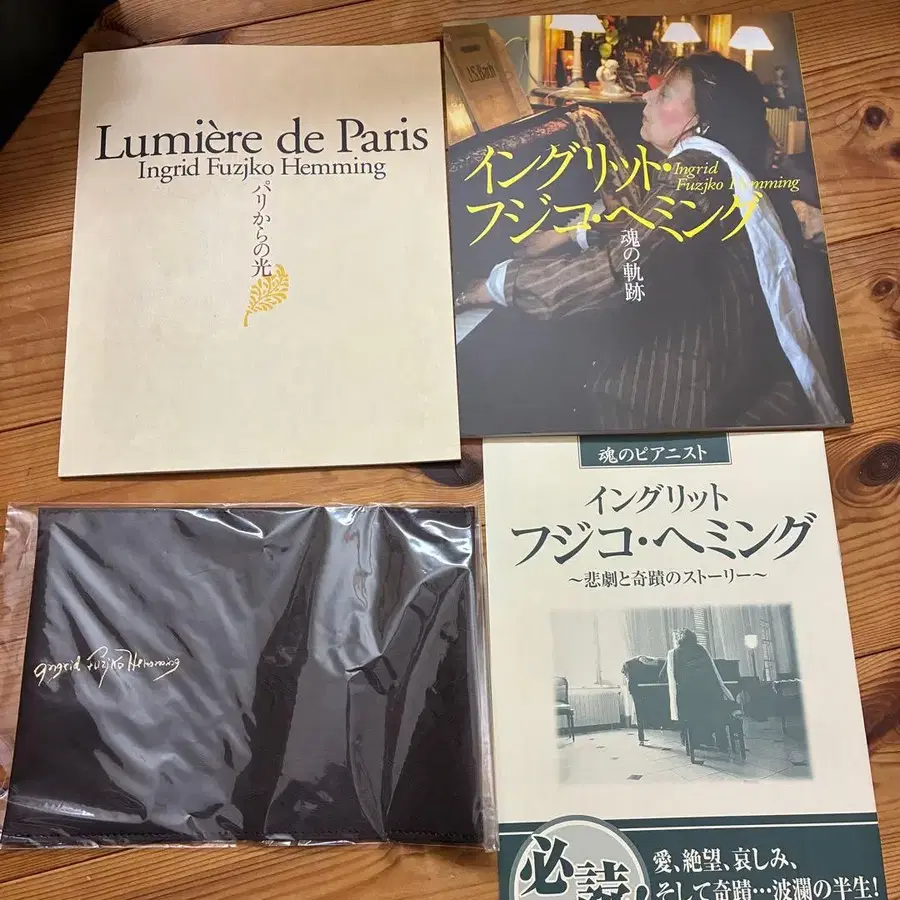 Lumière de Paris
Ingrid Fuzjko Hemming
パリからの光
J.S.Bach
イングリット・
フジコ・ヘミング
Ingrid
Fuzjko Hemming
魂の軌跡
Ingrid Fuzjko Hemming
魂のピアニスト
イングリット
フジコ・ヘミング
～悲劇と奇蹟のストーリー～
必読!
愛、絶望、哀しみ、
そして奇蹟…波瀾の半生!